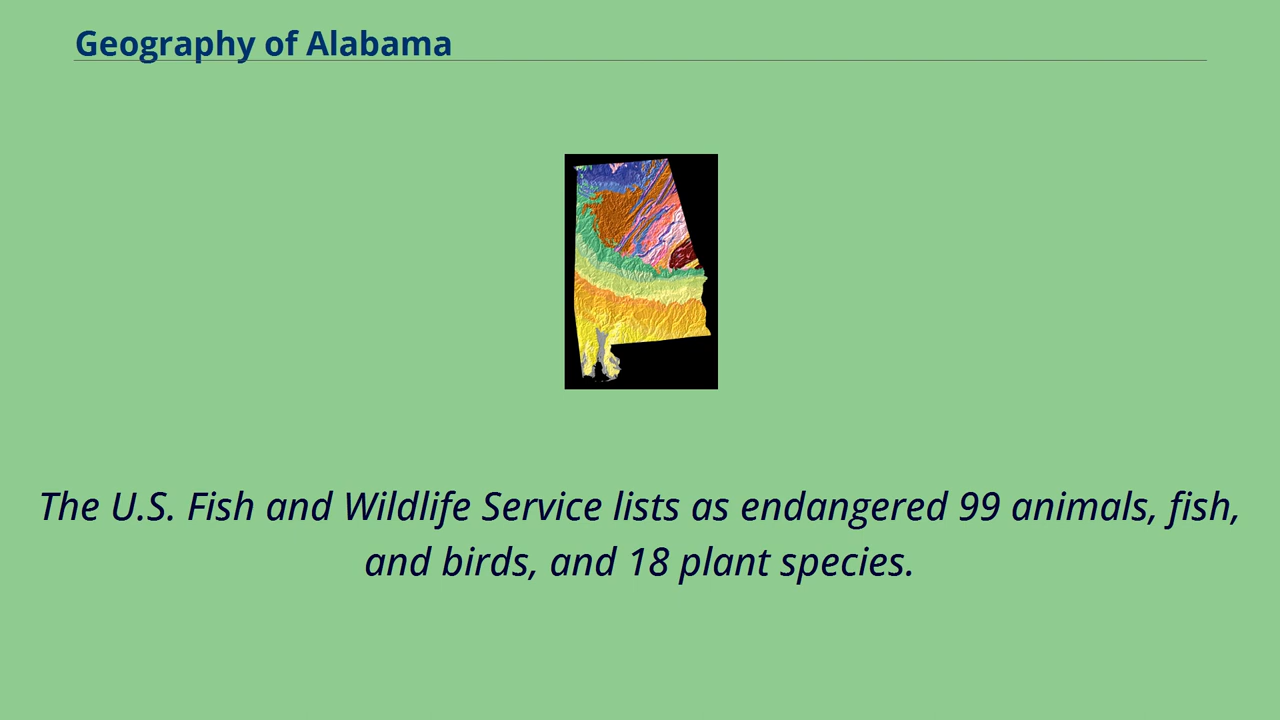 Geography of Alabama
The U.S. Fish and Wildlife Service lists as endangered 99 animals, fish,
and birds, and 18 plant species.